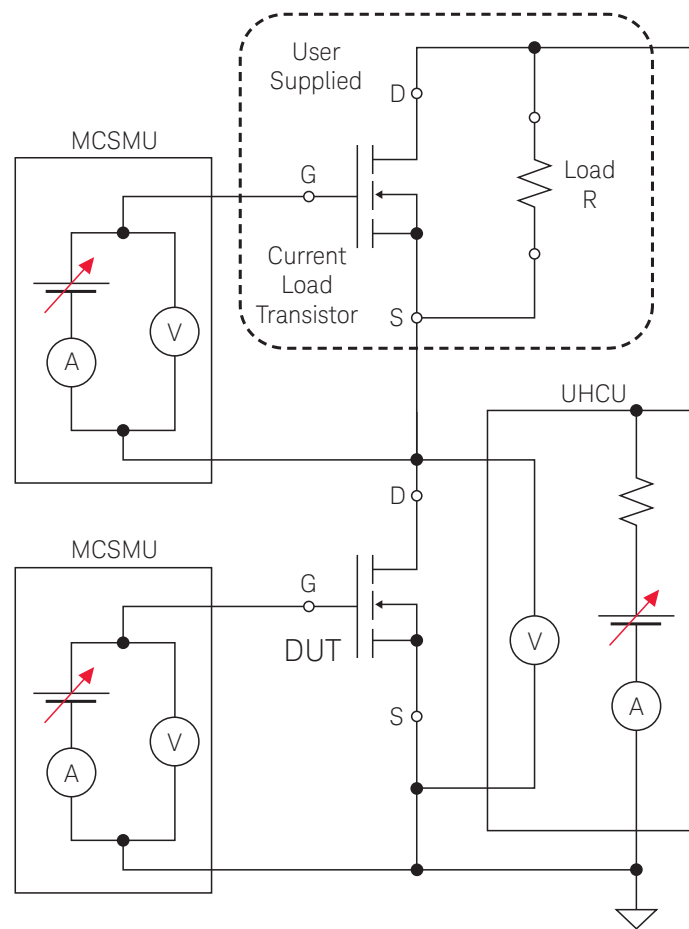 User
Supplied
D
MCSMU
G
Load
R
Current
Load
Transistor
S
V
A
UHCU
D
MCSMU
G
DUT
V
S
A
V
A